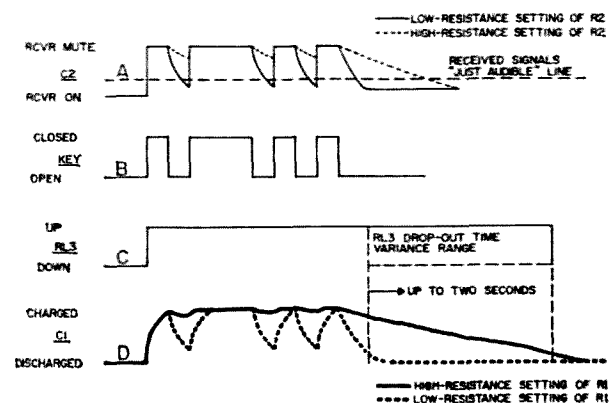 LOW-RESISTANCE SETTING OF R2
HIGH-RESISTANCE SETTING OF R2
RCVR MUTE
C2
A
RECEIVED SIGNALS
"JUST AUDIBLE" LINE
RCVR ON
CLOSED
KEY
B
OPEN
UP
RL3
C
DOWN
RL3 DROP-OUT TIME
VARIANCE RANGE
UP TO TWO SECONDS
CHARGED
C1
D
DISCHARGED
HIGH-RESISTANCE SETTING OF R1
LOW-RESISTANCE SETTING OF R1